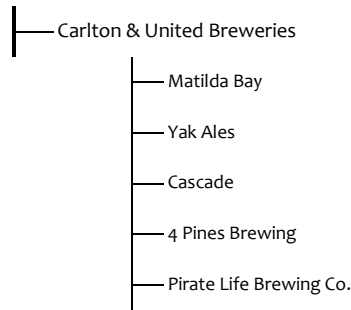 Carlton & United Breweries
Matilda Bay
Yak Ales
Cascade
4 Pines Brewing
Pirate Life Brewing Co.